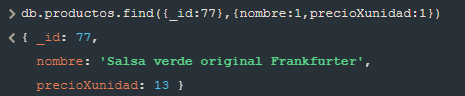 > db.productos.find({_id:77},{nombre:1,precioXunidad:1})
< { _id: 77,
nombre: 'Salsa verde original Frankfurter',
precioXunidad: 13 }